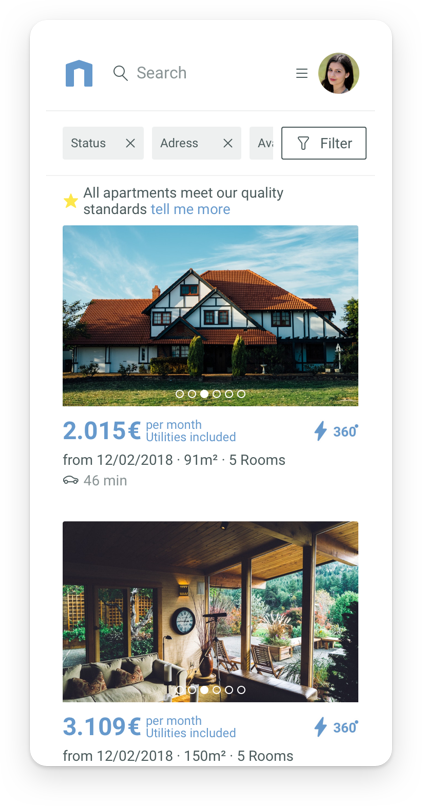 Search
Status
Adress
Filter
All apartments meet our quality
standards tell me more
2.015€ per month
Utilities included
360°
from 12/02/2018 · 91m² · 5 Rooms
46 min
3.109€ per month
Utilities included
360°
from 12/02/2018 · 150m² · 5 Rooms